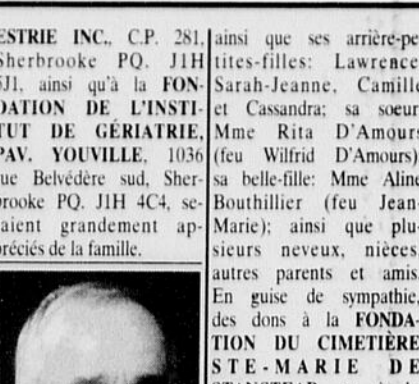 ESTRIE INC., C.P. 281,
Sherbrooke PQ. J1H
5J1, ainsi qu'à la FON-
DATION DE L'INSTI-
TUT DE GÉRIATRIE,
PAV. YOUVILLE, 1036
rue Belvédère sud, Sher-
brooke PQ. J1H 4C4, se-
raient grandement ap-
préciés de la famille.
ainsi que ses arrière-pe-
tites-filles: Lawrence
Sarah-Jeanne, Camille
et Cassandra; sa soeur
Mme Rita D'Amours
(feu Wilfrid D'Amours)
sa belle-fille: Mme Aline
Bouthillier (feu Jean-
Marie); ainsi que plu-
sieurs neveux, nièces,
autres parents et amis.
En guise de sympathie,
des dons à la FONDA-
TION DU CIMETIÈRE
STE-MARIE DE